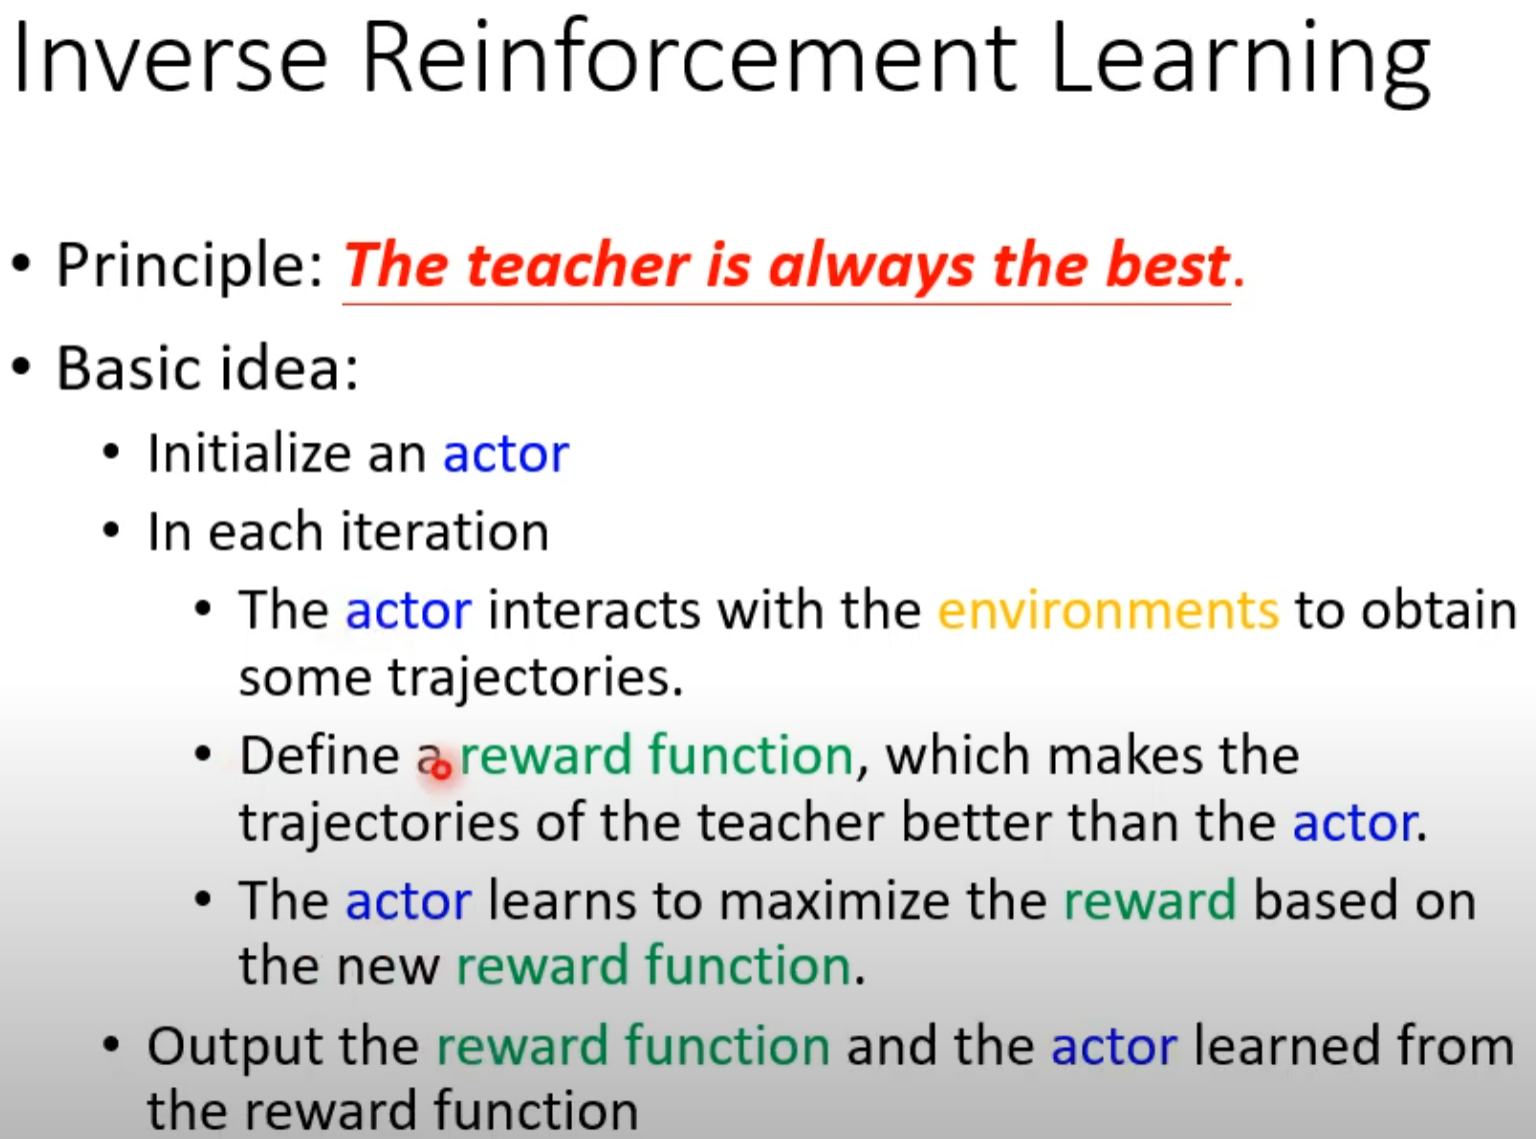 Inverse Reinforcement Learning
• Principle: The teacher is always the best.
• Basic idea:
• Initialize an actor
• In each iteration
• The actor interacts with the environments to obtain
some trajectories.
• Define a reward function, which makes the
trajectories of the teacher better than the actor.
• The actor learns to maximize the reward based on
the new reward function.
• Output the reward function and the actor learned from
the reward function